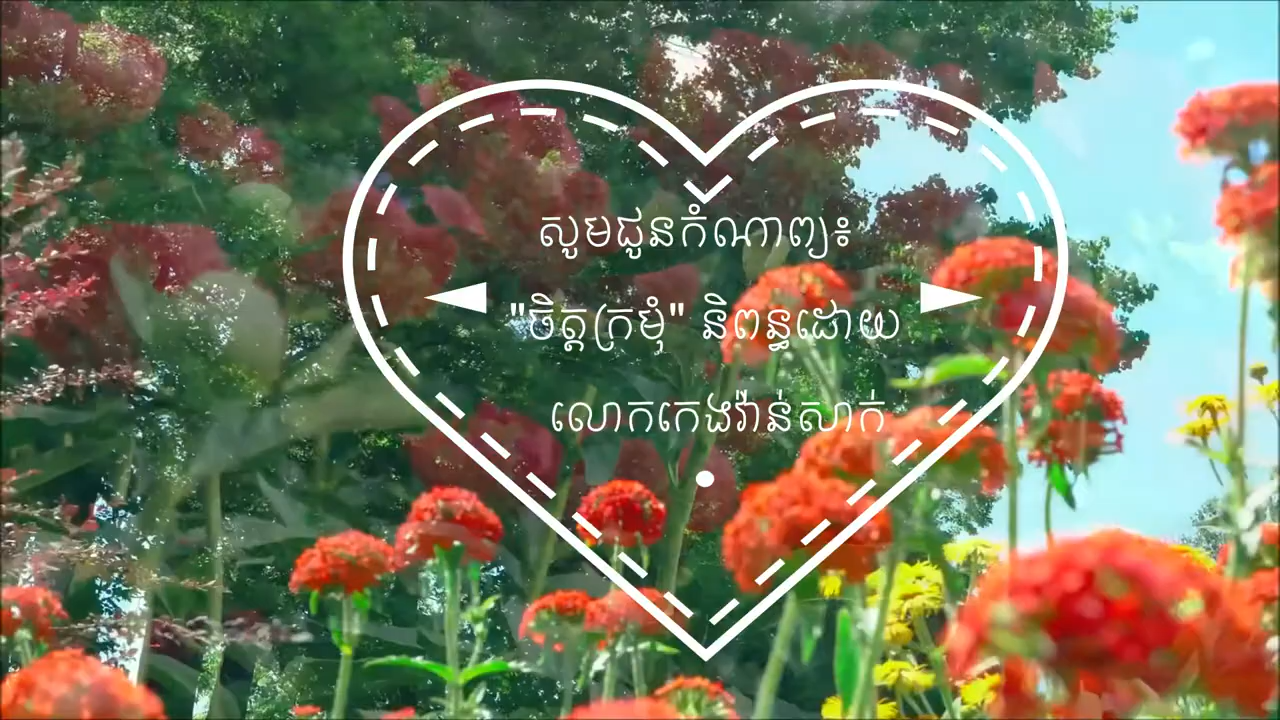 សូមជូនកំណាព្យ៖
"ចិត្តក្រមុំ" និពន្ធដោយ
លោកកេងវ៉ាន់សាក់